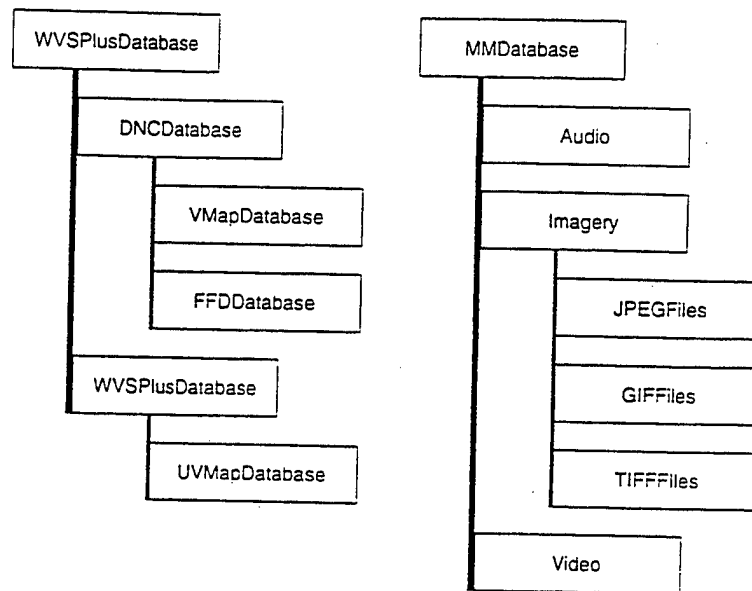 WVSPlusDatabase
DNCDatabase
VMapDatabase
FFDDatabase
WVSPlusDatabase
UVMapDatabase
MMDatabase
Audio
Imagery
JPEGFiles
GIFFiles
TIFFFiles
Video